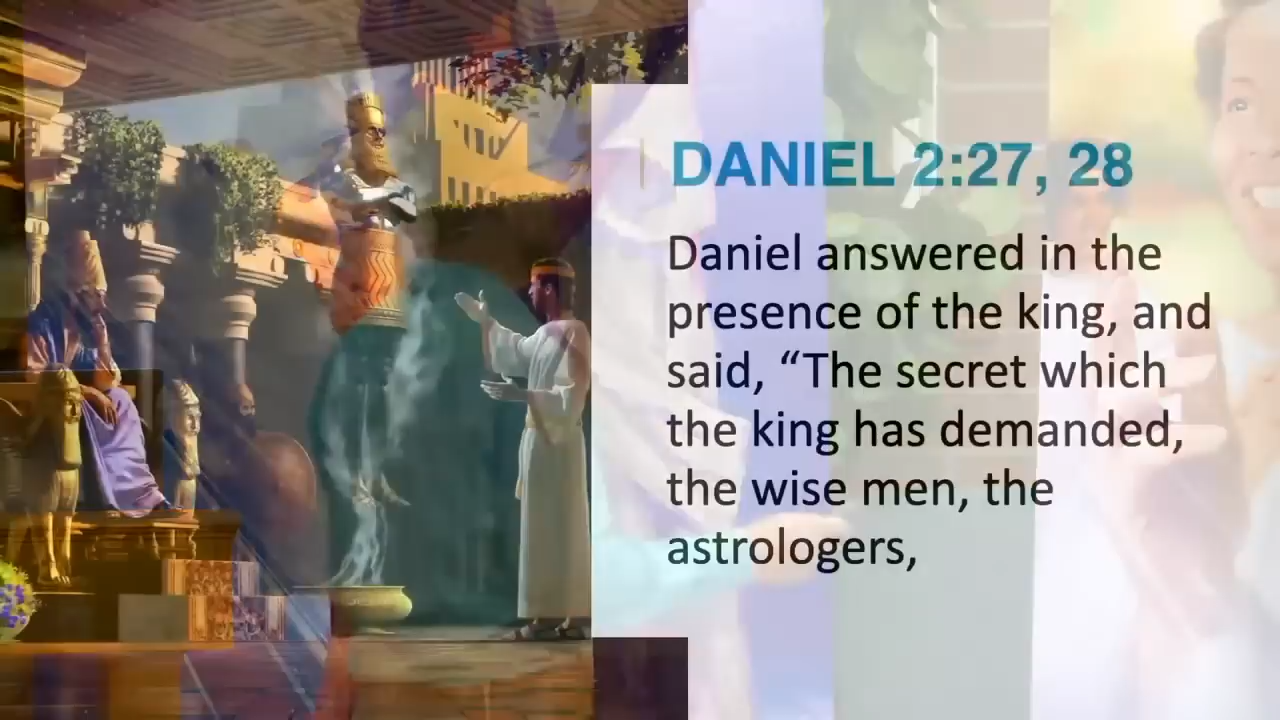 DANIEL 2:27, 28
Daniel answered in the
presence of the king, and
said, “The secret which
the king has demanded,
the wise men, the
astrologers,